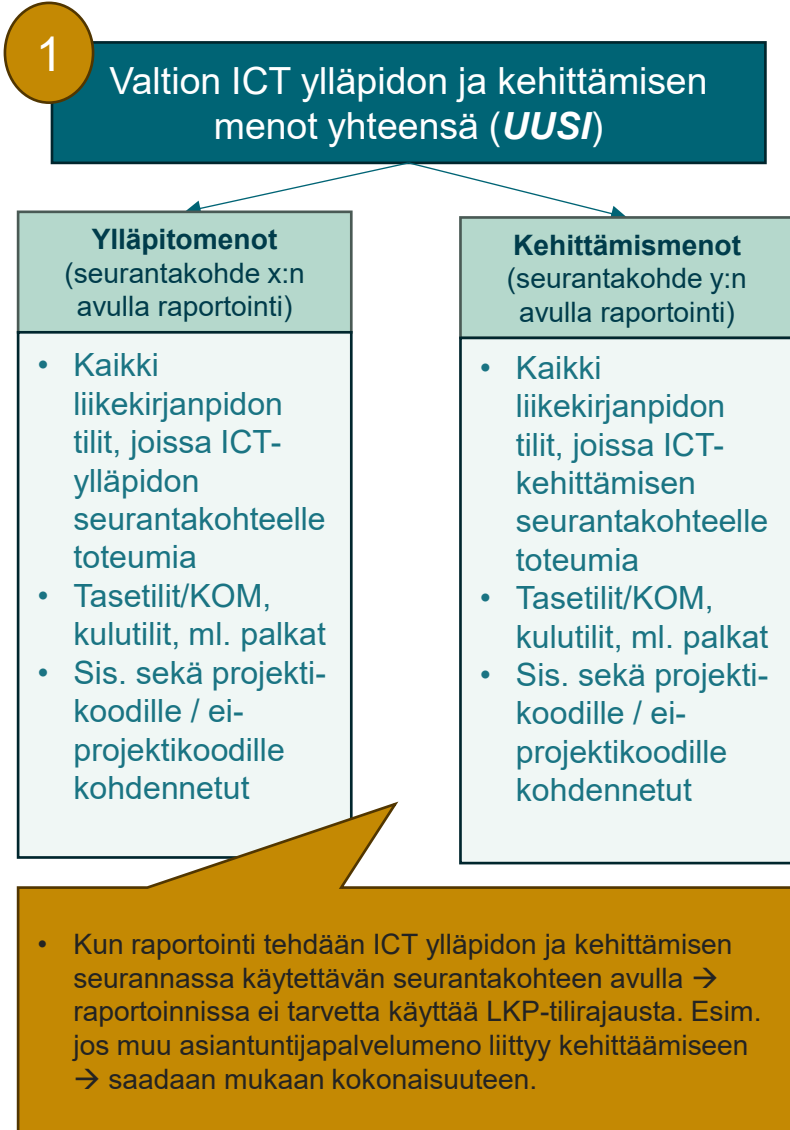 1
Valtion ICT ylläpidon ja kehittämisen
menot yhteensä (UUSI)
Ylläpitomenot
(seurantakohde x:n
avulla raportointi)
• Kaikki
liikekirjanpidon
tilit, joissa ICT-
ylläpidon
seurantakohteelle
toteumia
• Tasetilit/KOM,
kulutilit, ml. palkat
• Sis. sekä projekti-
koodille / ei-
projektikoodille
kohdennetut
Kehittämismenot
(seurantakohde y:n
avulla raportointi)
• Kaikki
liikekirjanpidon
tilit, joissa ICT-
kehittämisen
seurantakohteelle
toteumia
• Tasetilit/KOM,
kulutilit, ml. palkat
• Sis. sekä projekti-
koodille / ei-
projektikoodille
kohdennetut
• Kun raportointi tehdään ICT ylläpidon ja kehittämisen
seurannassa käytettävän seurantakohteen avulla →
raportoinnissa ei tarvetta käyttää LKP-tilirajausta. Esim.
jos muu asiantuntijapalvelumeno liittyy kehittäämiseen
→ saadaan mukaan kokonaisuuteen.